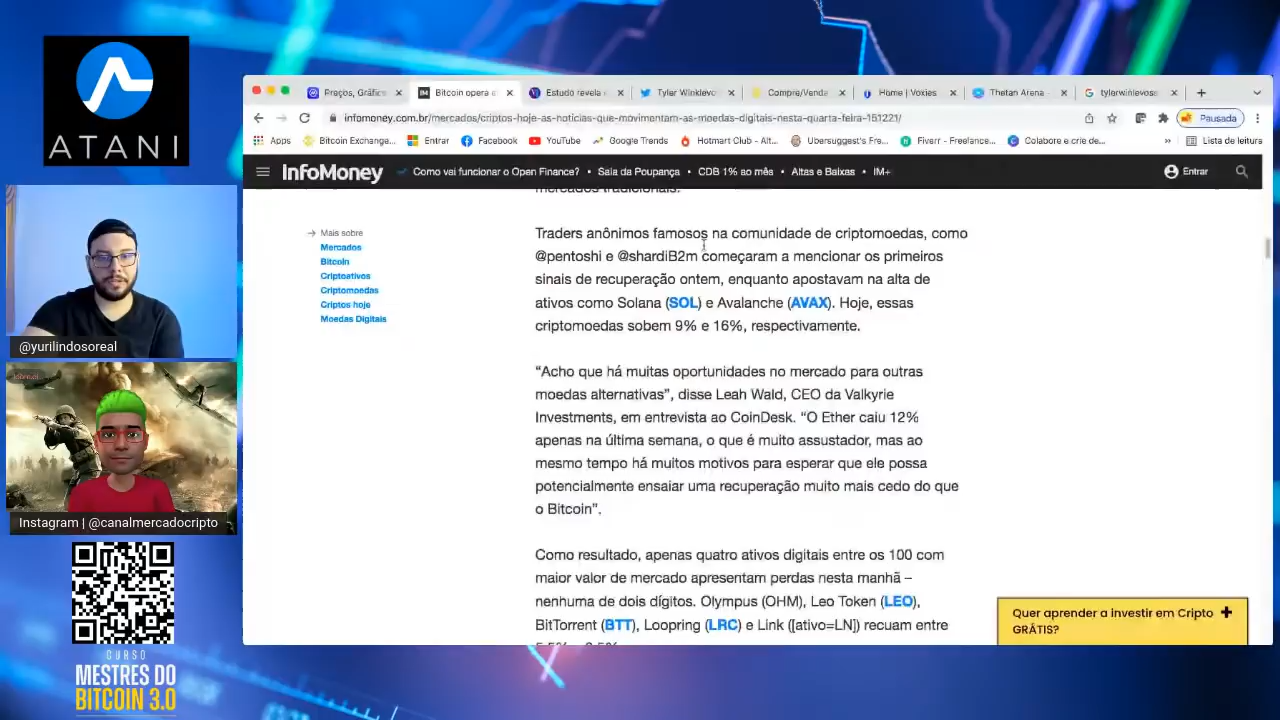 ATANI
@yurilindosoreal
Instagram | @canalmercadocripto
CURSO
MESTRES DO
BITCOIN 3.0
Preços, Gráfic
Bitcoin opera e
Estudo revela
Tyler Winklevo
Compre/Venda
Home | Voxies
Thetan Arena
tylerwinlevoss
infomoney.com.br/mercados/criptos-hoje-as-noticias-que-movimentam-as-moedas-digitais-nesta-quarta-feira-151221/
Pausada
Apps
Bitcoin Exchange...
Entrar
Facebook
YouTube
Google Trends
Hotmart Club - Alt...
Ubersuggest's Fre...
Fiverr - Freelance...
Colabore e crie de...
» Lista de leitura
InfoMoney
Como vai funcionar o Open Finance? • Saia da Poupança • CDB 1% ao mês • Altas e Baixas • IM+
Entrar
mercados tradicionais.
Mais sobre
Mercados
Bitcoin
Criptoativos
Criptomoedas
Criptos hoje
Moedas Digitais
Traders anônimos famosos na comunidade de criptomoedas, como
@pentoshi e @shardiB2m começaram a mencionar os primeiros
sinais de recuperação ontem, enquanto apostavam na alta de
ativos como Solana (SOL) e Avalanche (AVAX). Hoje, essas
criptomoedas sobem 9% e 16%, respectivamente.
“Acho que há muitas oportunidades no mercado para outras
moedas alternativas”, disse Leah Wald, CEO da Valkyrie
Investments, em entrevista ao CoinDesk. “O Ether caiu 12%
apenas na última semana, o que é muito assustador, mas ao
mesmo tempo há muitos motivos para esperar que ele possa
potencialmente ensaiar uma recuperação muito mais cedo do que
o Bitcoin”.
Como resultado, apenas quatro ativos digitais entre os 100 com
maior valor de mercado apresentam perdas nesta manhã –
nenhuma de dois dígitos. Olympus (OHM), Leo Token (LEO),
BitTorrent (BTT), Loopring (LRC) e Link ([ativo=LN]) recuam entre
Quer aprender a investir em Cripto
GRÁTIS?
+